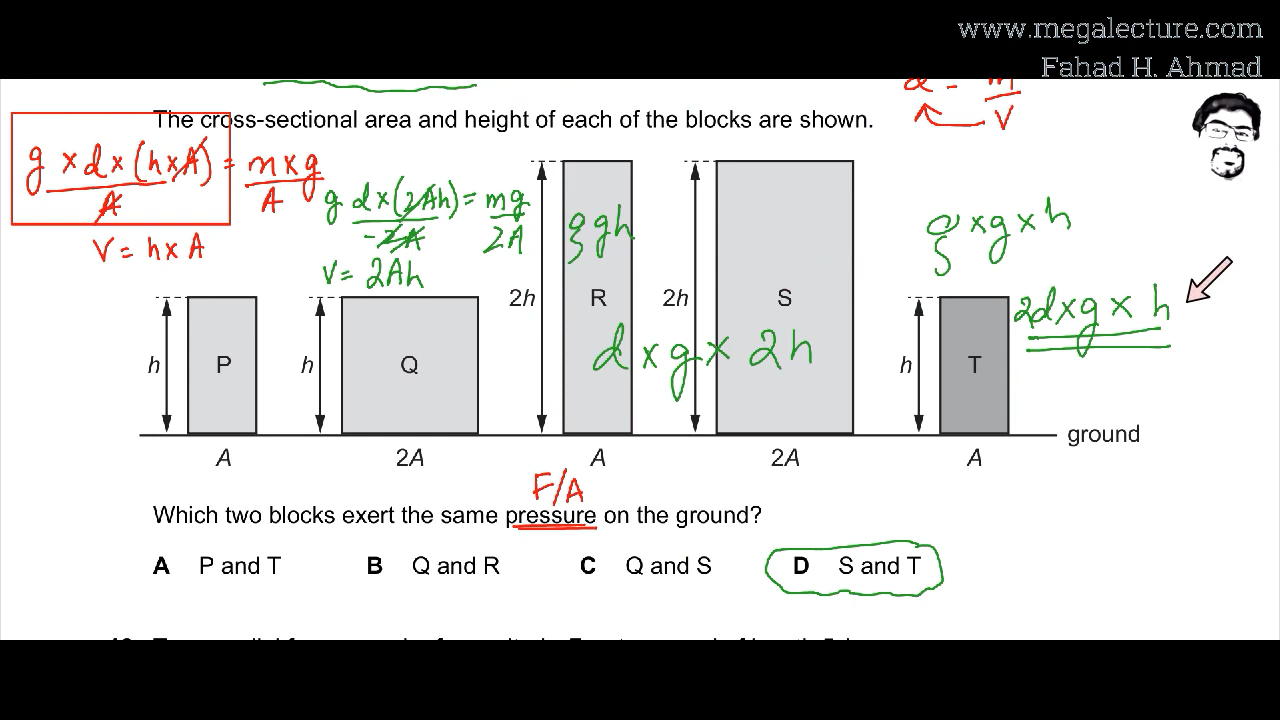 www.megalecture.com
Fahad H. Ahmad
The cross-sectional area and height of each of the blocks are shown.
g × d × (h×A) = m×g
A A
V = h×A
g d×(2Ah) = mg
2A 2A
V = 2Ah
m
V
ρgh
ρ×g×h
2h R 2h S
2d×g×h
d×g×2h
h P h Q h T
ground
A 2A A 2A A
F/A
Which two blocks exert the same pressure on the ground?
A P and T B Q and R C Q and S D S and T